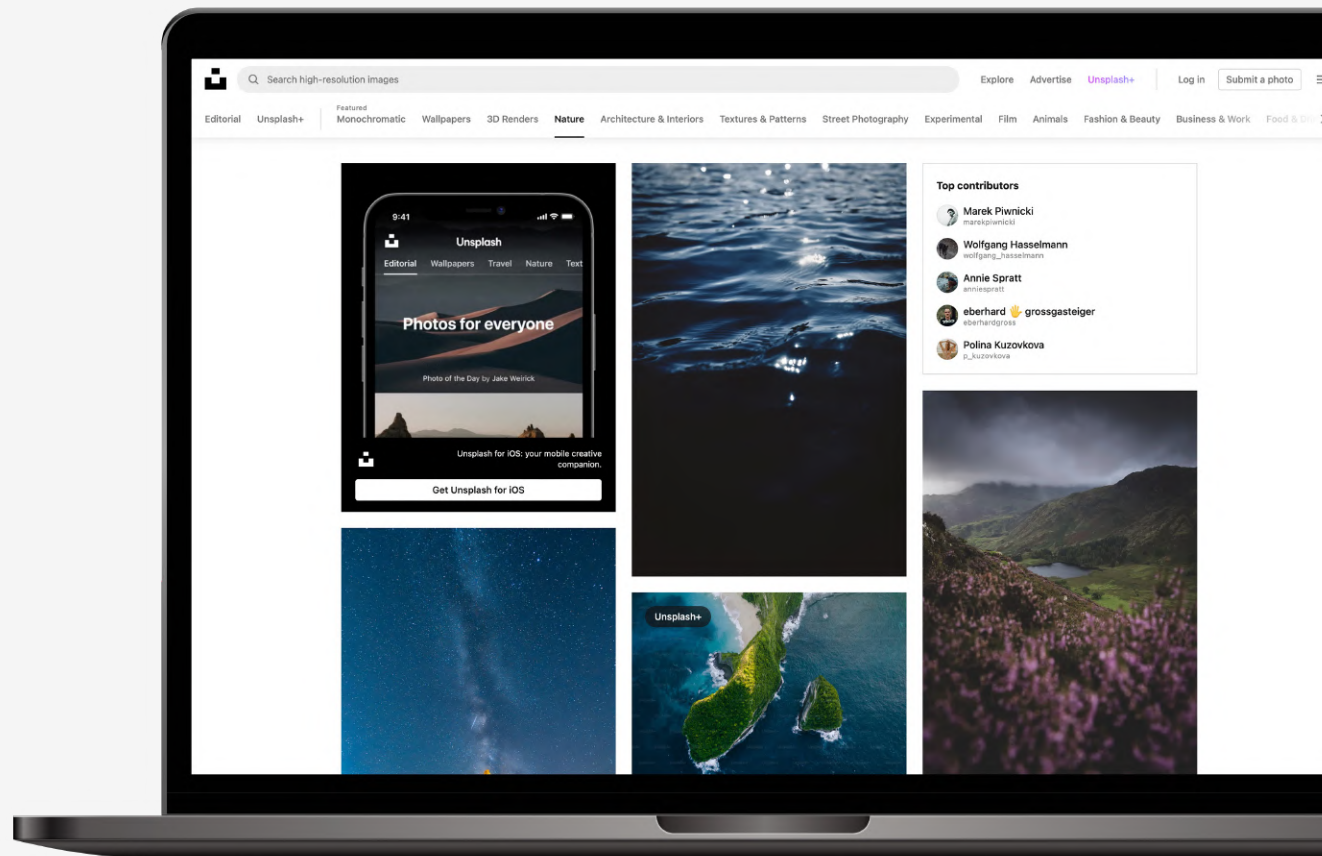 Search high-resolution images
Explore Advertise Unsplash+ Log in Submit a photo
Editorial Unsplash+
Featured
Monochromatic Wallpapers 3D Renders Nature Architecture & Interiors Textures & Patterns Street Photography Experimental Film Animals Fashion & Beauty Business & Work Food &
9:41
Unsplash
Editorial Wallpapers Travel Nature Text
Photos for everyone
Photo of the Day by Jake Weirick
Unsplash for iOS: your mobile creative
companion.
Get Unsplash for iOS
Unsplash+
Top contributors
Marek Piwnicki
marekpiwnicki
Wolfgang Hasselmann
wolfgang_hasselmann
Annie Spratt
anniespratt
eberhard 🖐 grossgasteiger
eberhardgross
Polina Kuzovkova
p_kuzovkova